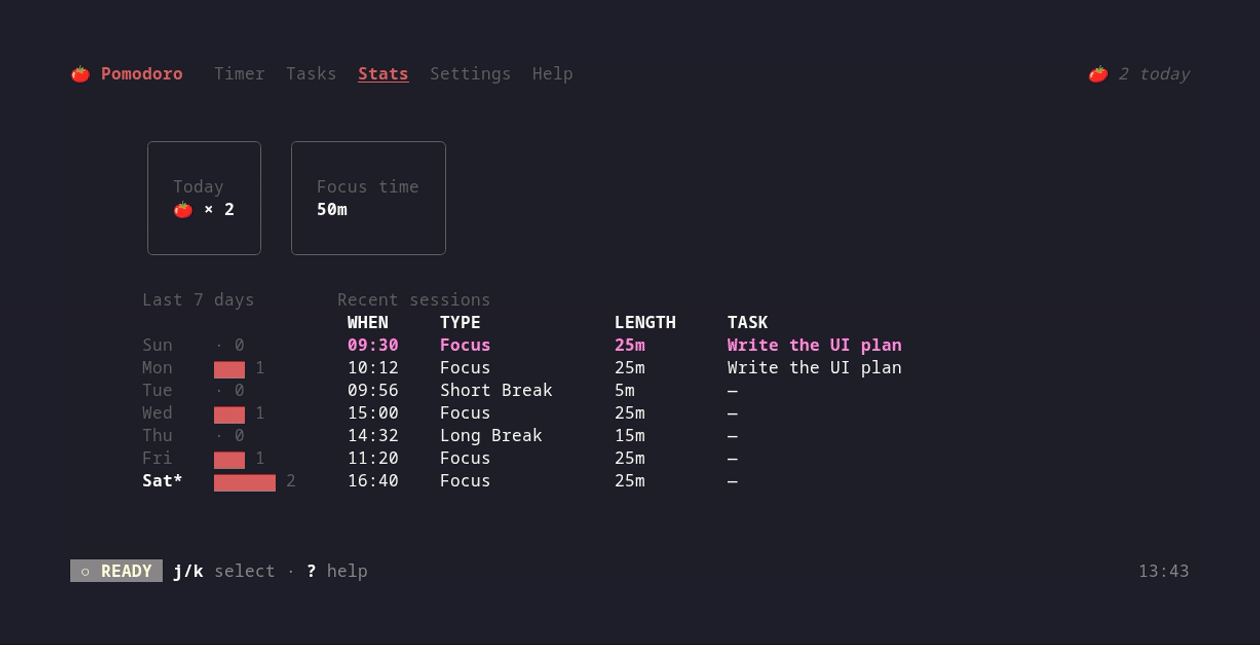 🍅 Pomodoro Timer Tasks Stats Settings Help 🍅 2 today
Today
🍅 × 2
Focus time
50m
Last 7 days
Sun · 0
Mon 1
Tue · 0
Wed 1
Thu · 0
Fri 1
Sat* 2
Recent sessions
WHEN TYPE LENGTH TASK
09:30 Focus 25m Write the UI plan
10:12 Focus 25m Write the UI plan
09:56 Short Break 5m —
15:00 Focus 25m —
14:32 Long Break 15m —
11:20 Focus 25m —
16:40 Focus 25m —
○ READY j/k select · ? help 13:43